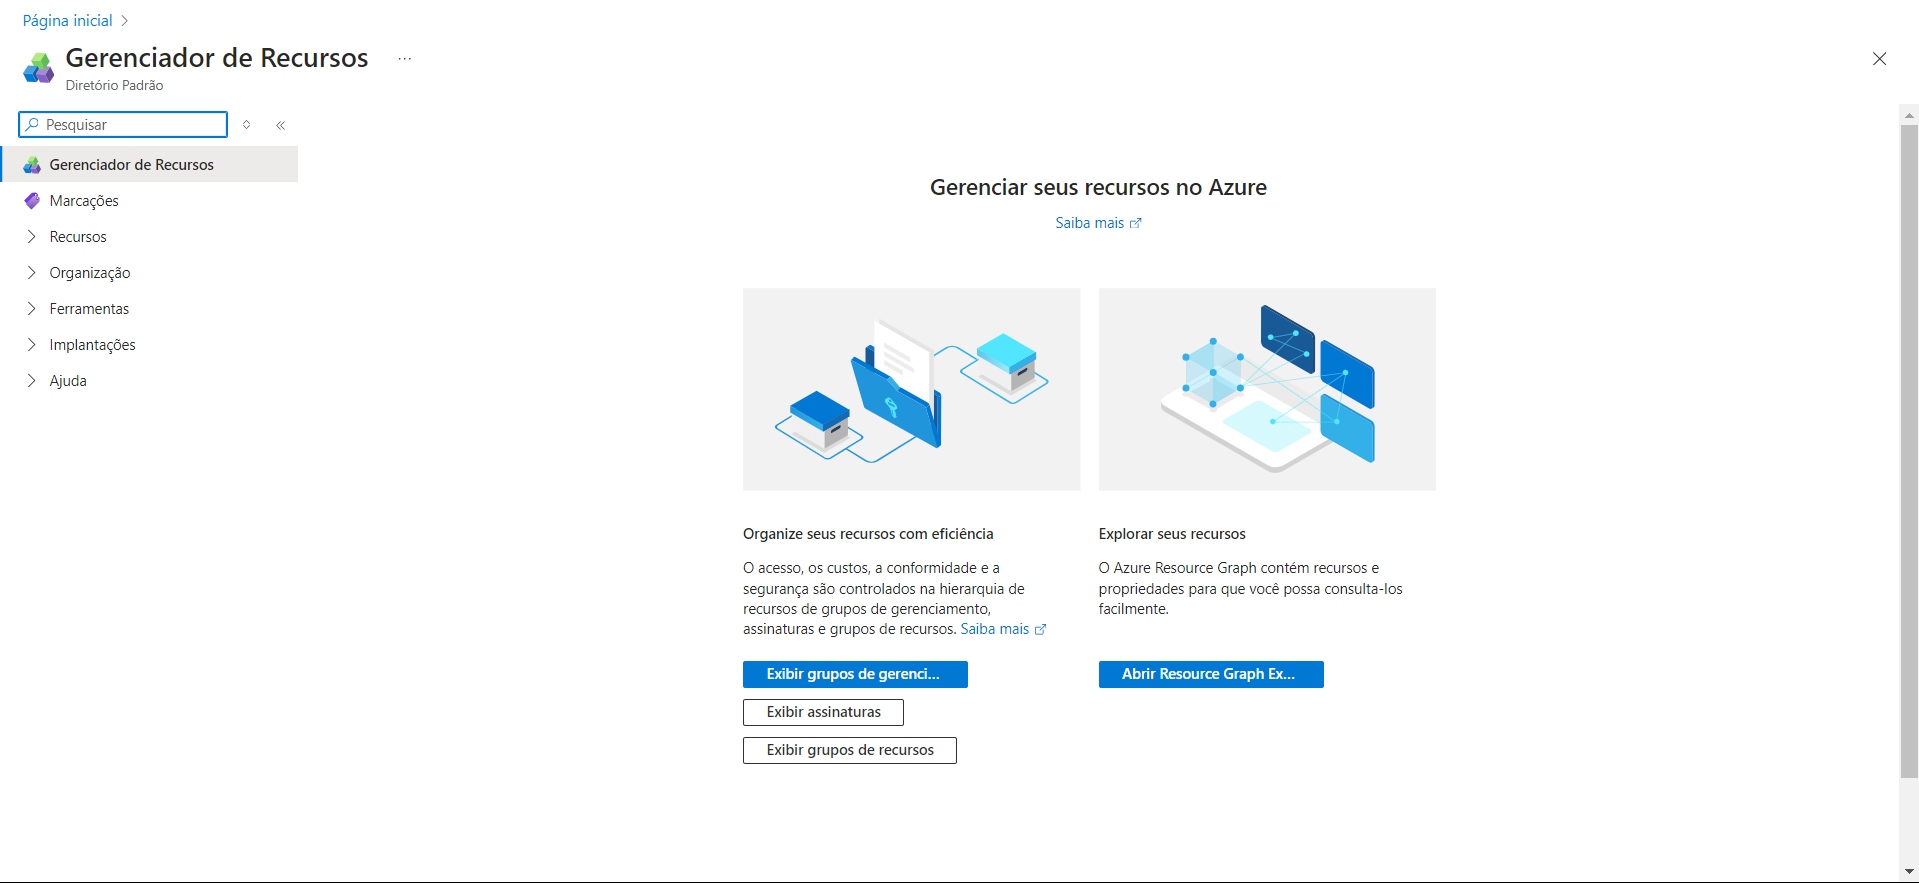 Página inicial
Gerenciador de Recursos ...
Diretório Padrão
Pesquisar
Gerenciador de Recursos
Marcações
Recursos
Organização
Ferramentas
Implantações
Ajuda
Gerenciar seus recursos no Azure
Saiba mais
Organize seus recursos com eficiência
O acesso, os custos, a conformidade e a
segurança são controlados na hierarquia de
recursos de grupos de gerenciamento,
assinaturas e grupos de recursos. Saiba mais
Exibir grupos de gerenci...
Exibir assinaturas
Exibir grupos de recursos
Explorar seus recursos
O Azure Resource Graph contém recursos e
propriedades para que você possa consulta-los
facilmente.
Abrir Resource Graph Ex...